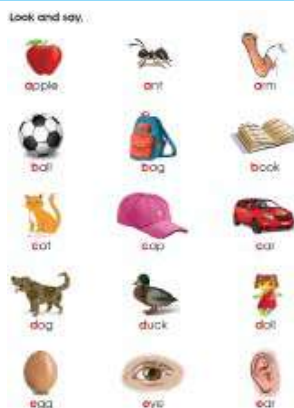 Look and say.
apple ant arm
ball bag book
cat cap car
dog duck doll
egg eye ear